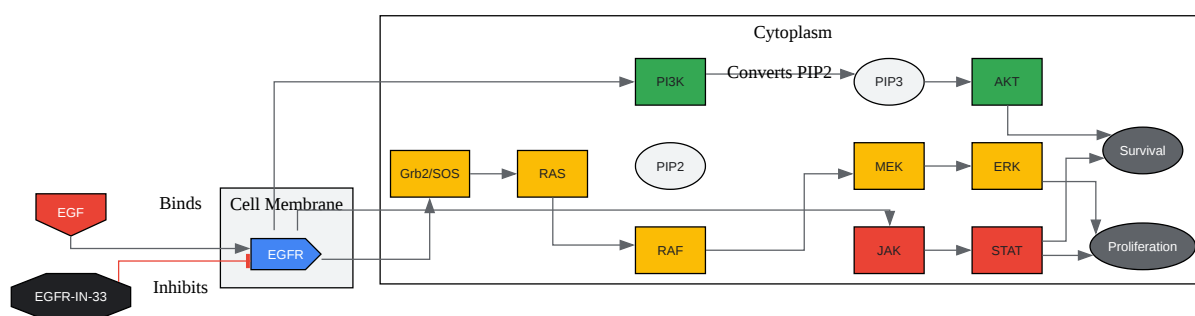 Cytoplasm
PI3K
Converts PIP2
PIP3
AKT
Survival
Grb2/SOS
RAS
PIP2
MEK
ERK
EGF
Binds
Cell Membrane
EGFR
RAF
JAK
STAT
Proliferation
EGFR-IN-33
Inhibits